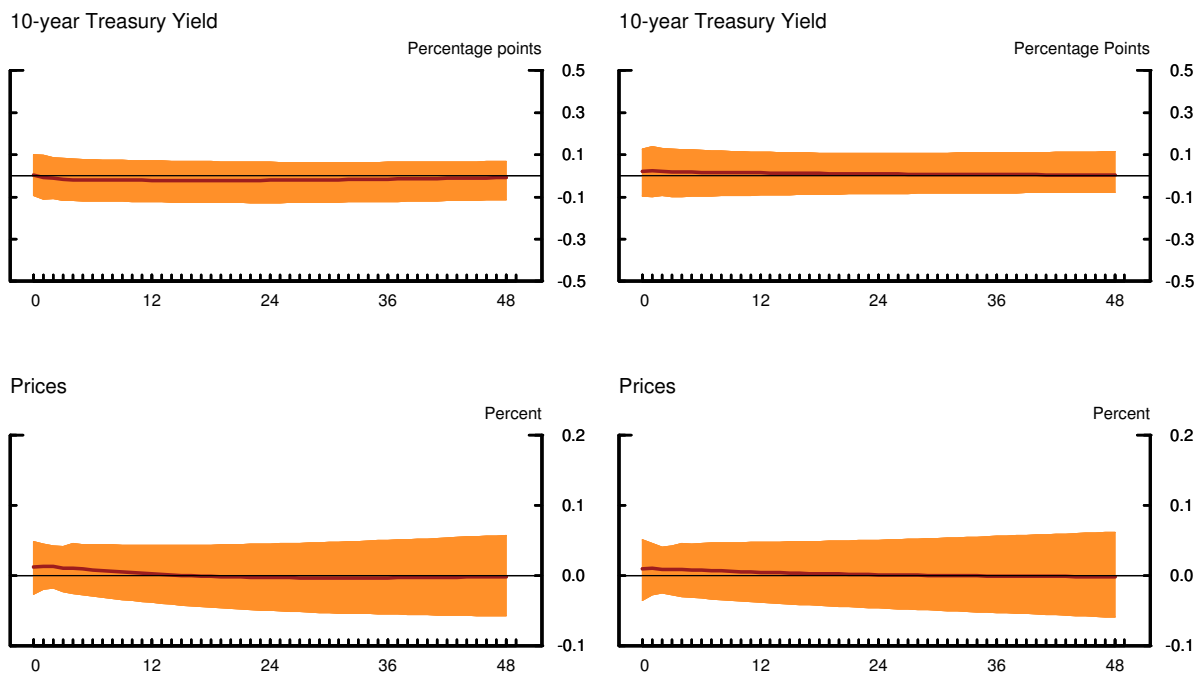 10-year Treasury Yield
Percentage points
0.5
0.3
0.1
-0.1
-0.3
-0.5
0 12 24 36 48
10-year Treasury Yield
Percentage Points
0.5
0.3
0.1
-0.1
-0.3
-0.5
0 12 24 36 48
Prices
Percent
0.2
0.1
0.0
-0.1
0 12 24 36 48
Prices
Percent
0.2
0.1
0.0
-0.1
0 12 24 36 48